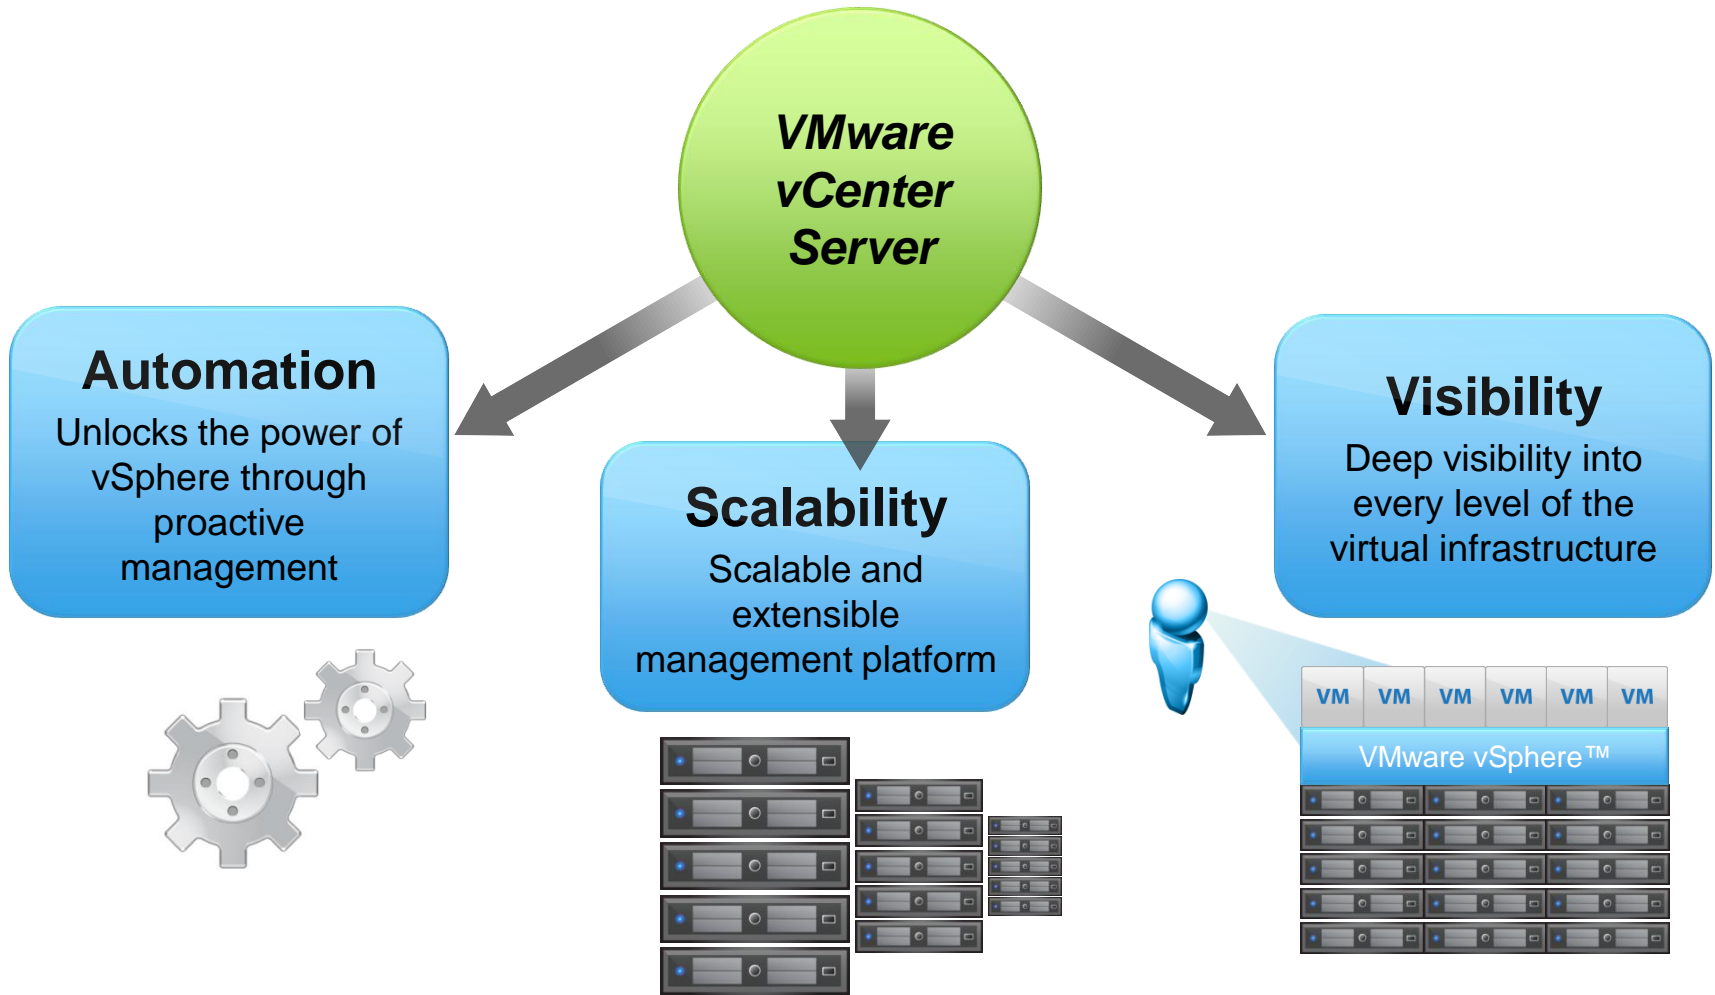 VMware
vCenter
Server
Automation
Unlocks the power of
vSphere through
proactive
management
Scalability
Scalable and
extensible
management platform
Visibility
Deep visibility into
every level of the
virtual infrastructure
VM VM VM VM VM VM
VMware vSphere™